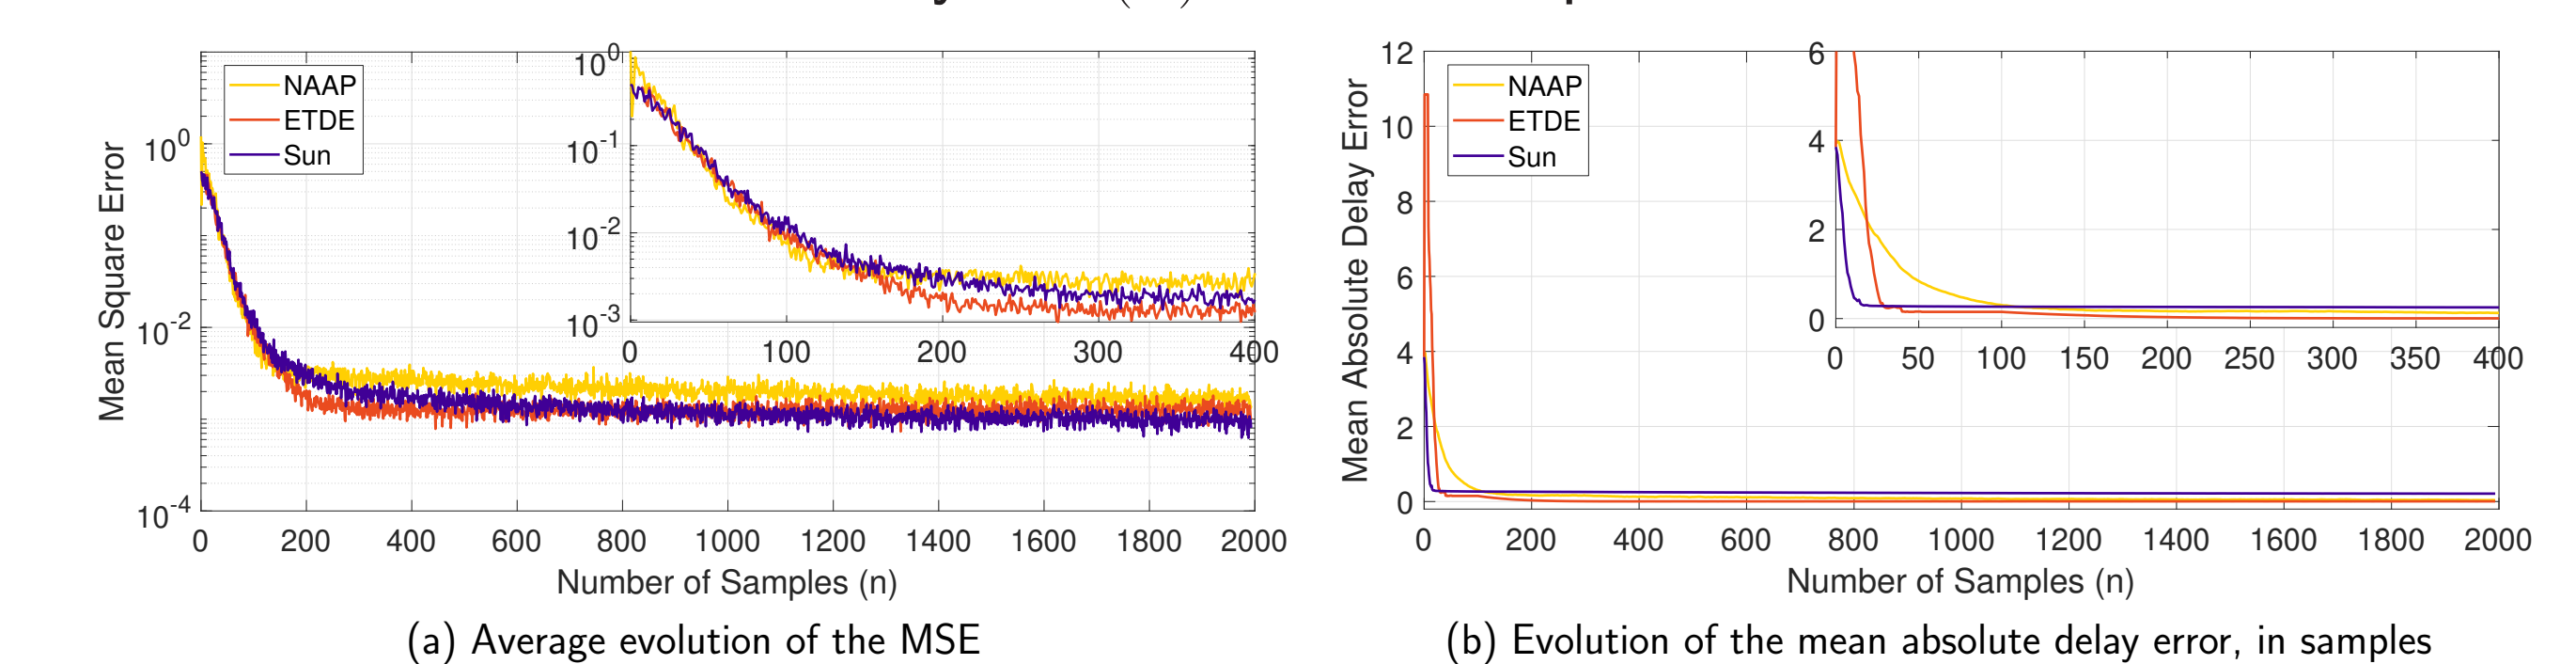 NAAP
ETDE
Sun
Mean Square Error
10^0
10^-2
10^-4
0 200 400 600 800 1000 1200 1400 1600 1800 2000
Number of Samples (n)
10^0
10^-1
10^-2
10^-3
0 100 200 300 400
(a) Average evolution of the MSE
NAAP
ETDE
Sun
Mean Absolute Delay Error
12
10
8
6
4
2
0
0 200 400 600 800 1000 1200 1400 1600 1800 2000
Number of Samples (n)
6
4
2
0
0 50 100 150 200 250 300 350 400
(b) Evolution of the mean absolute delay error, in samples